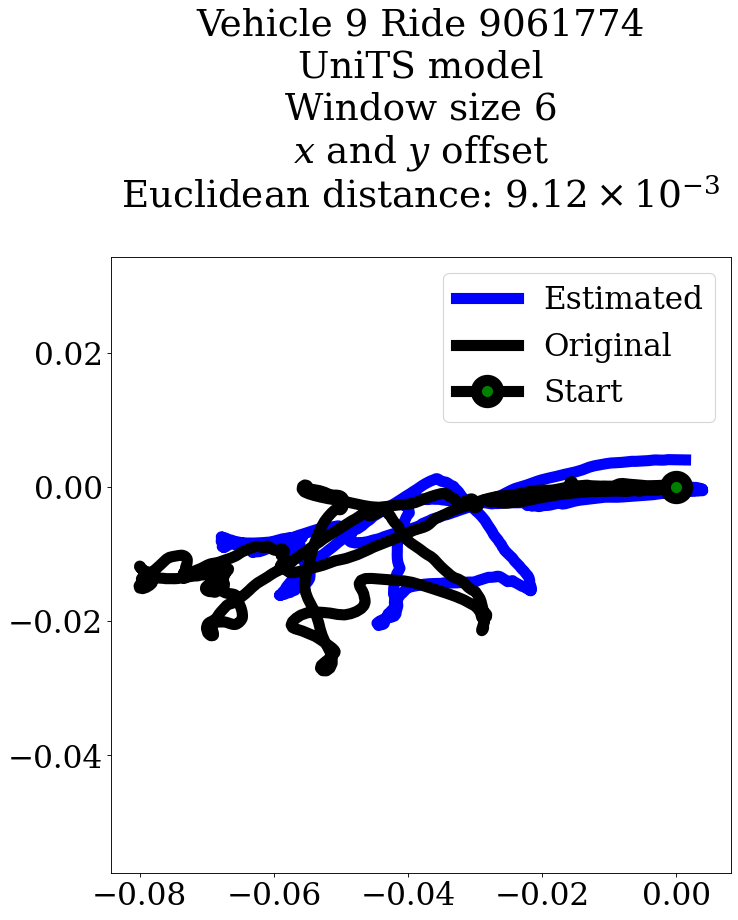 Vehicle 9 Ride 9061774
UniTS model
Window size 6
x and y offset
Euclidean distance: 9.12 × 10⁻³
Estimated
Original
Start
0.02
0.00
−0.02
−0.04
−0.08
−0.06
−0.04
−0.02
0.00